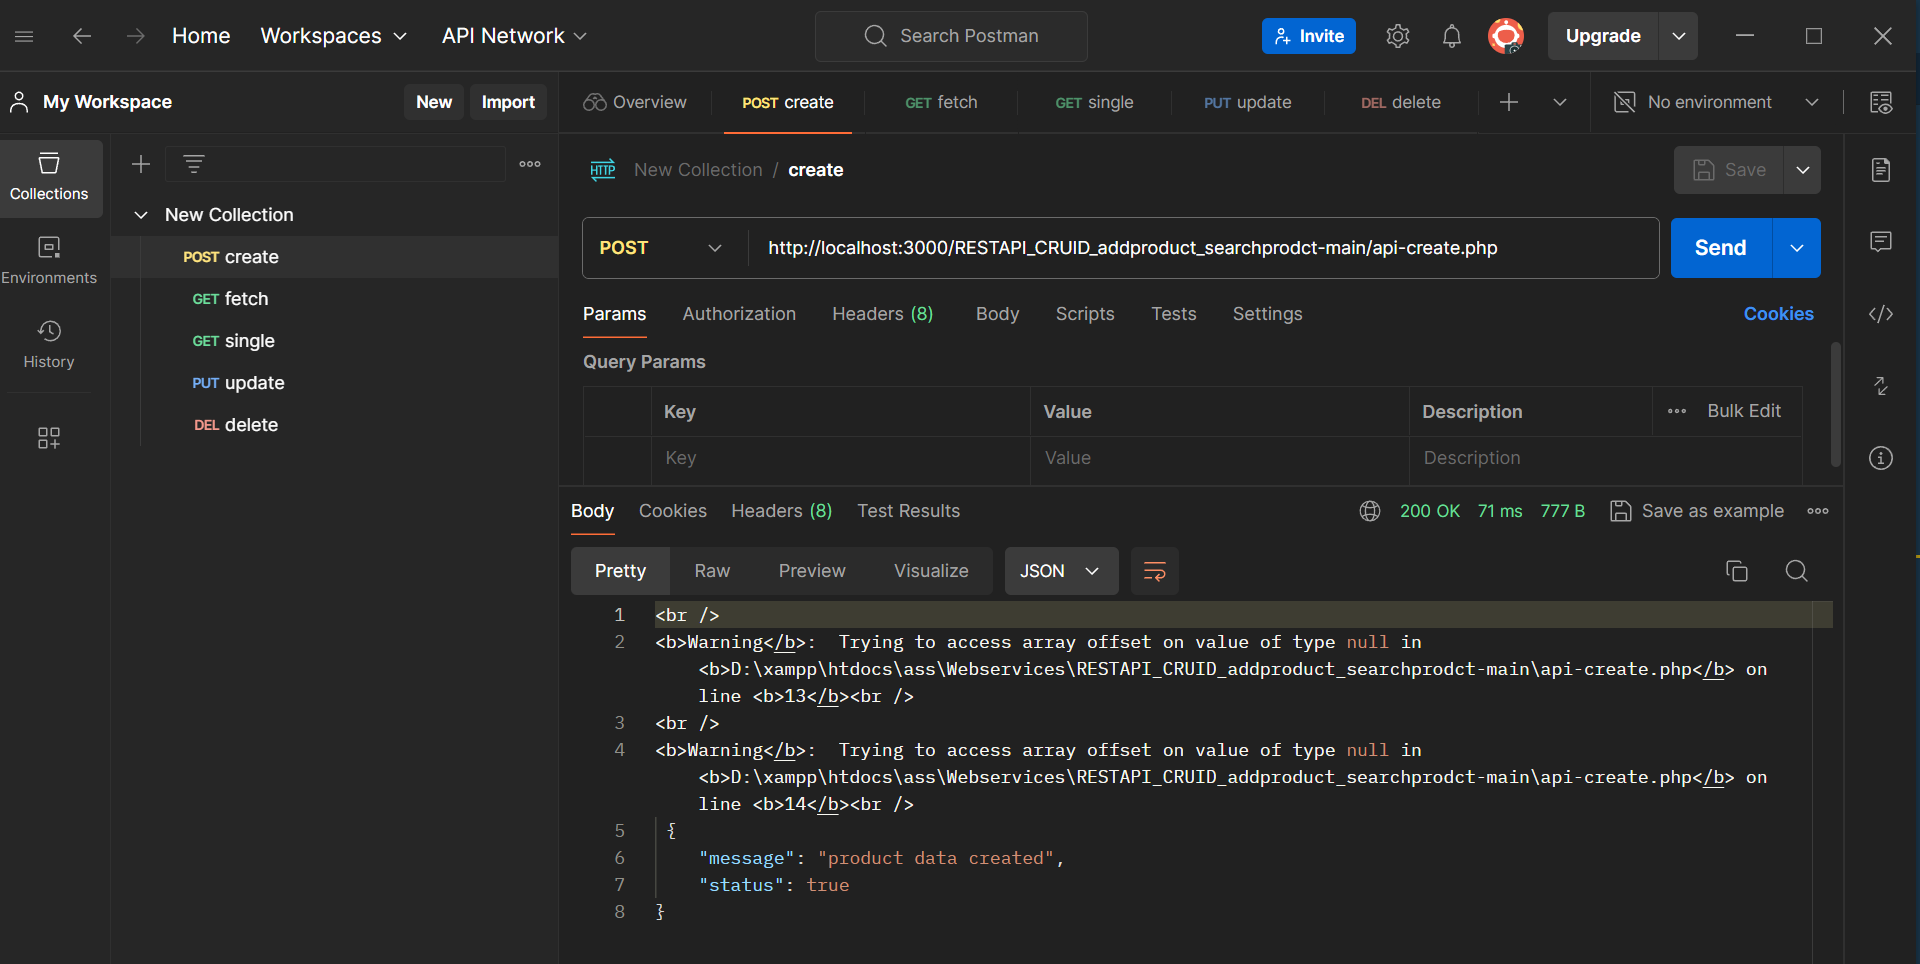 Home Workspaces API Network Search Postman Invite Upgrade
My Workspace New Import Overview POST create GET fetch GET single PUT update DEL delete No environment
HTTP New Collection / create Save
Collections
New Collection
POST create
GET fetch
GET single
PUT update
DEL delete
Environments
History
POST http://localhost:3000/RESTAPI_CRUID_addproduct_searchprodct-main/api-create.php Send
Params Authorization Headers (8) Body Scripts Tests Settings Cookies
Query Params
Key Value Description Bulk Edit
Key Value Description
Body Cookies Headers (8) Test Results 200 OK 71 ms 777 B Save as example
Pretty Raw Preview Visualize JSON
1 <br />
2 <b>Warning</b>:  Trying to access array offset on value of type null in
<b>D:\xampp\htdocs\ass\Webservices\RESTAPI_CRUID_addproduct_searchprodct-main\api-create.php</b> on
line <b>13</b><br />
3 <br />
4 <b>Warning</b>:  Trying to access array offset on value of type null in
<b>D:\xampp\htdocs\ass\Webservices\RESTAPI_CRUID_addproduct_searchprodct-main\api-create.php</b> on
line <b>14</b><br />
5 {
6 "message": "product data created",
7 "status": true
8 }